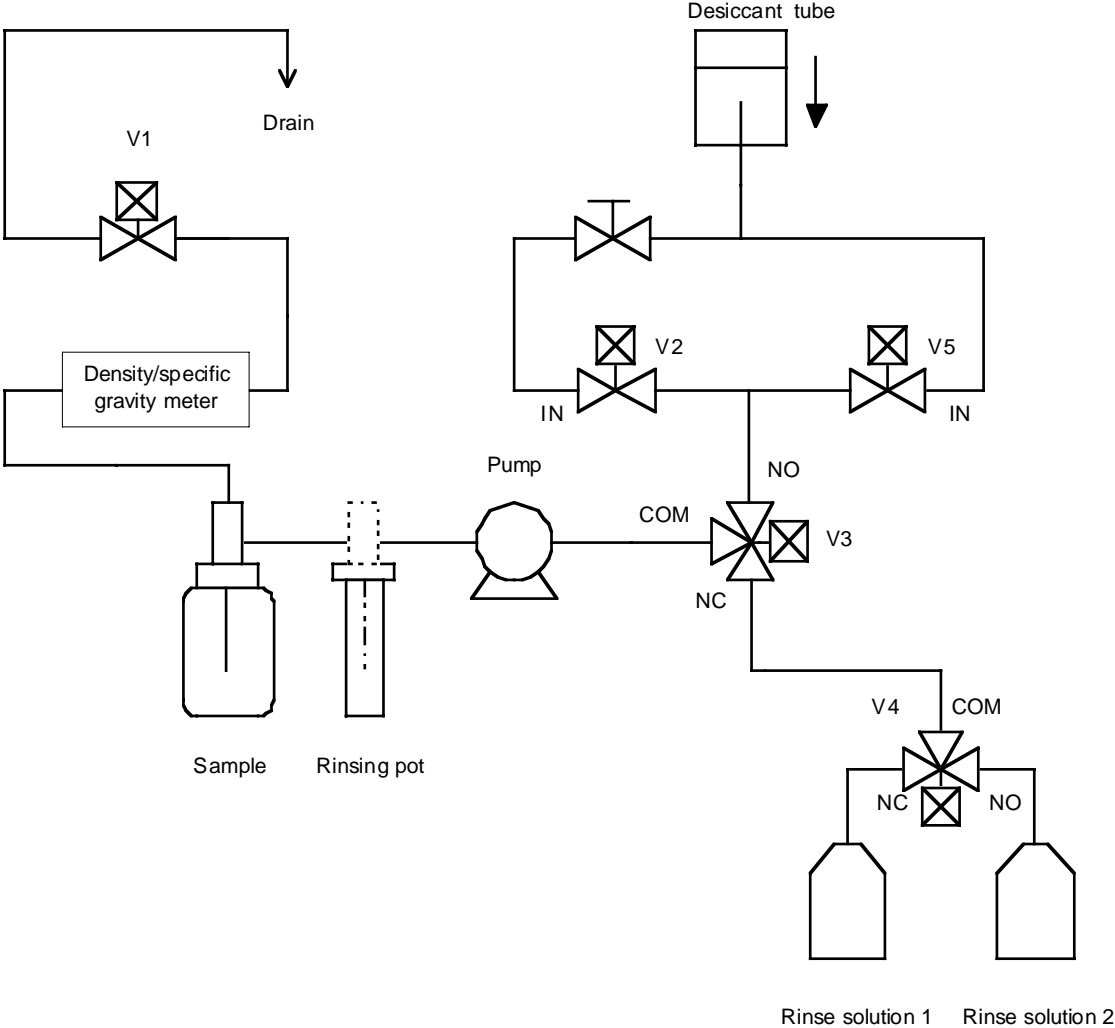 Desiccant tube
Drain
V1
V2
V5
Density/specific
gravity meter
IN
IN
Pump
NO
COM
V3
NC
V4
COM
Sample
Rinsing pot
NC
NO
Rinse solution 1
Rinse solution 2